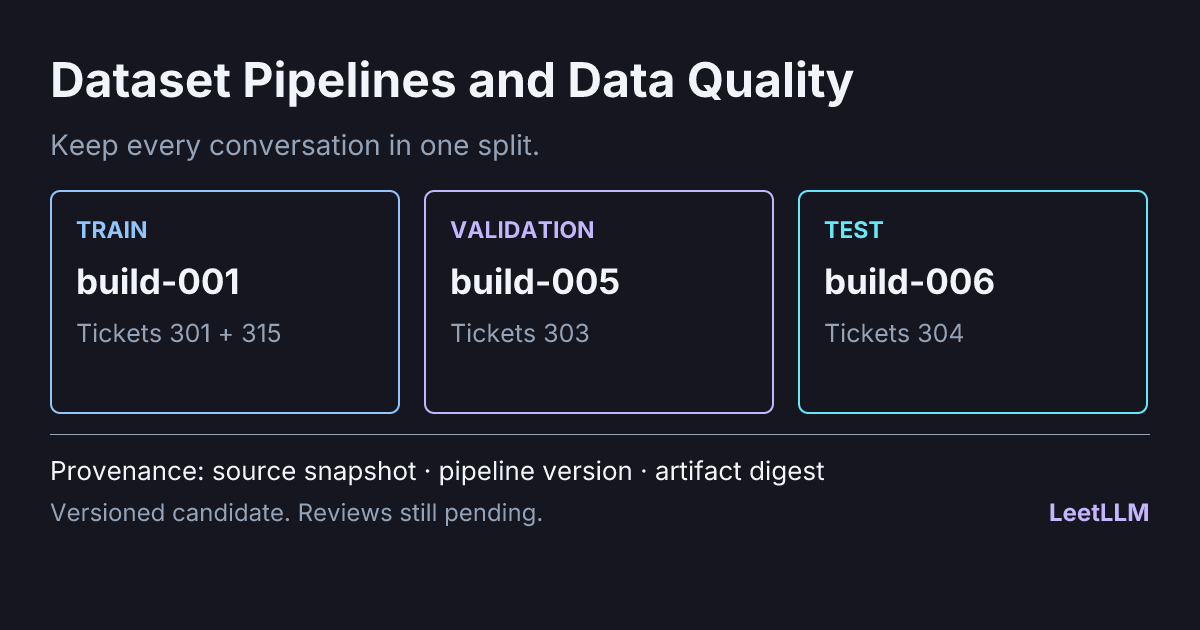 Dataset Pipelines and Data Quality
Keep every conversation in one split.
TRAIN
build-001
Tickets 301 + 315
VALIDATION
build-005
Tickets 303
TEST
build-006
Tickets 304
Provenance: source snapshot · pipeline version · artifact digest
Versioned candidate. Reviews still pending.
LeetLLM